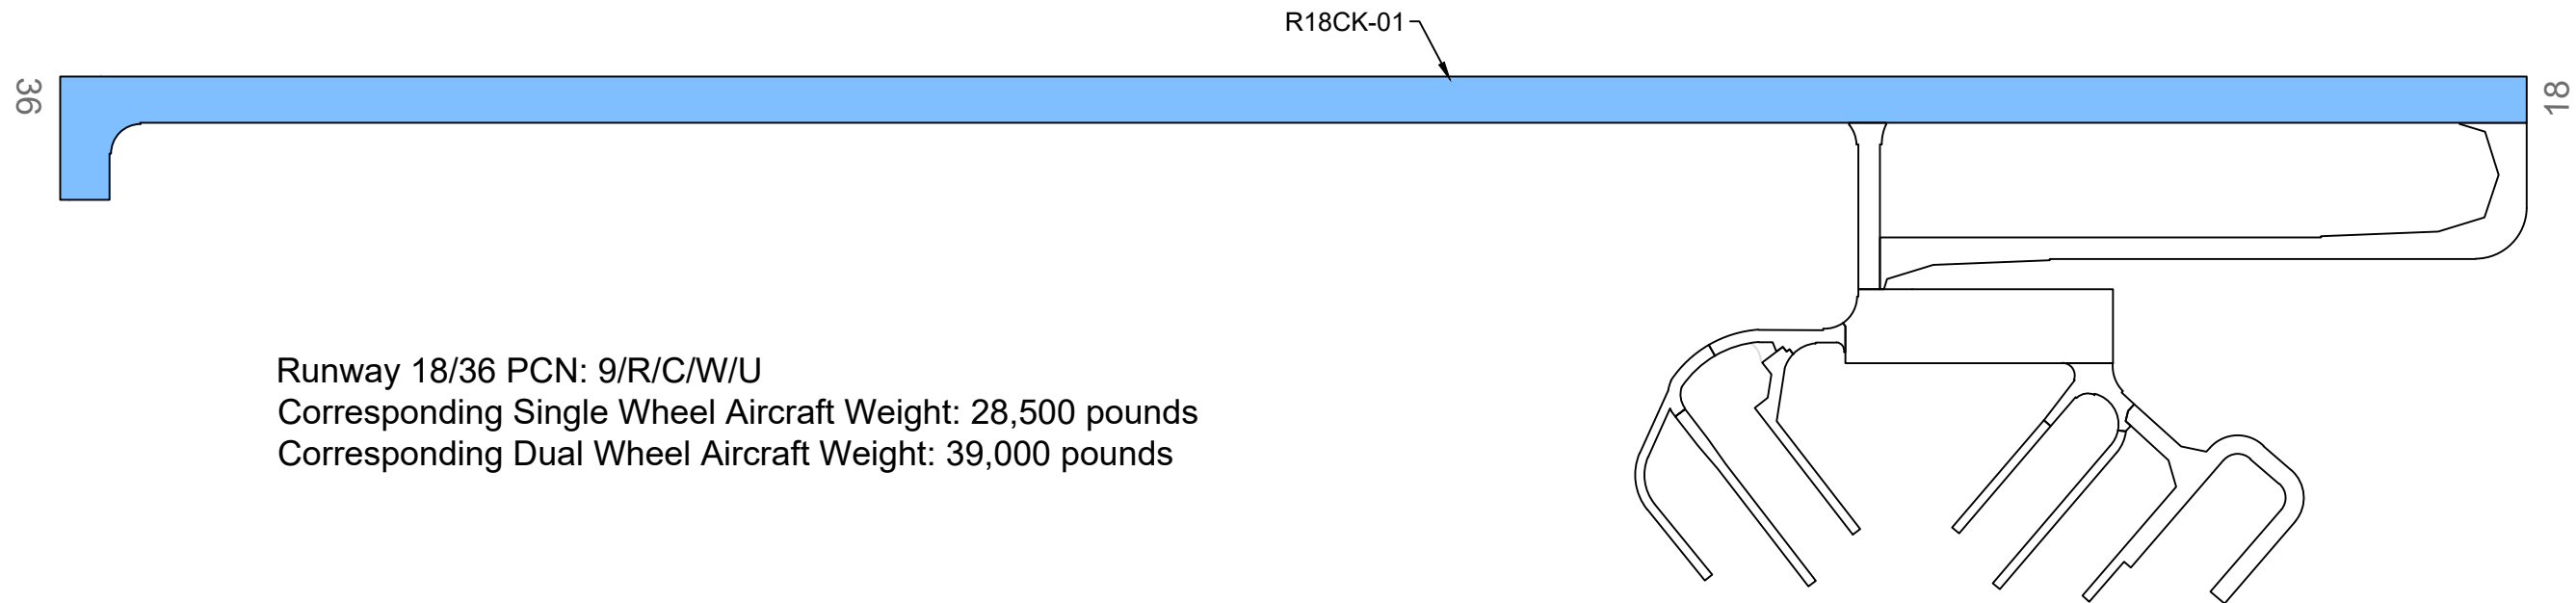 R18CK-01
36
18
Runway 18/36 PCN: 9/R/C/W/U
Corresponding Single Wheel Aircraft Weight: 28,500 pounds
Corresponding Dual Wheel Aircraft Weight: 39,000 pounds